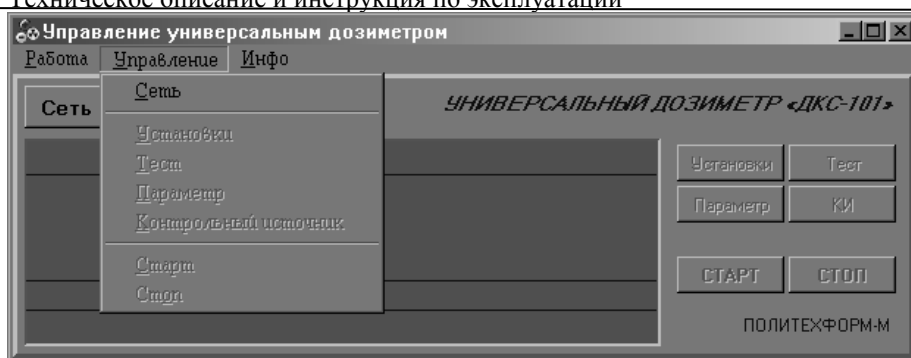 Техническое описание и инструкция по эксплуатации
Управление универсальным дозиметром
Работа Управление Инфо
Сеть
УНИВЕРСАЛЬНЫЙ ДОЗИМЕТР «ДКС-101»
Сеть
Установки
Тест
Параметр
Контрольный источник
Старт
Стоп
Установки Тест
Параметр КИ
СТАРТ СТОП
ПОЛИТЕХФОРМ-М